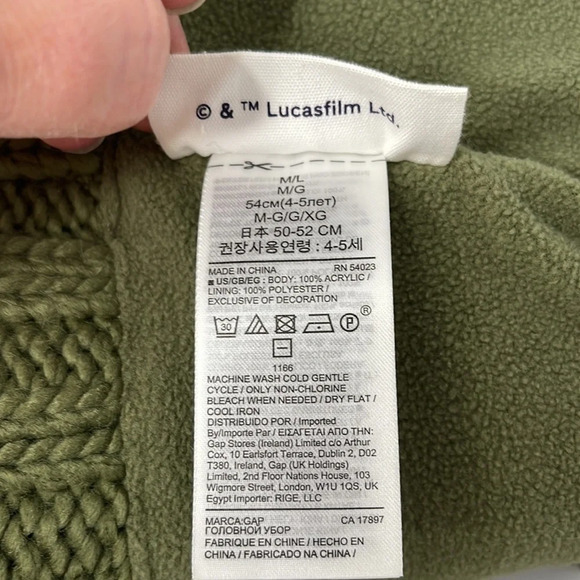 © & ™ Lucasfilm Ltd.
M/L
M/G
54см(4-5лет)
M-G/G/XG
日本 50-52 CM
권장사용연령 : 4-5세
MADE IN CHINA RN 54023
■ US/GB/EG : BODY: 100% ACRYLIC /
LINING: 100% POLYESTER /
EXCLUSIVE OF DECORATION
30 P ®
1166
MACHINE WASH COLD GENTLE
CYCLE / ONLY NON-CHLORINE
BLEACH WHEN NEEDED / DRY FLAT /
COOL IRON
DISTRIBUIDO POR / Imported
By/Importe Par / ΕΙΣΑΓΕΤΑΙ ΑΠΟ
Gap Stores (Ireland) Limited c/o Arthur
Cox, 10 Earlsfort Terrace, Dublin 2, D02
T380, Ireland, Gap (UK Holdings)
Limited, 2nd Floor Nations House, 103
Wigmore Street, London, W1U 1QS, UK
Egypt Importer: RIGE, LLC
MARCA:GAP CA 17897
ГОЛОВНОЙ УБОР
FABRIQUE EN CHINE / HECHO EN
CHINA / FABRICADO NA CHINA /